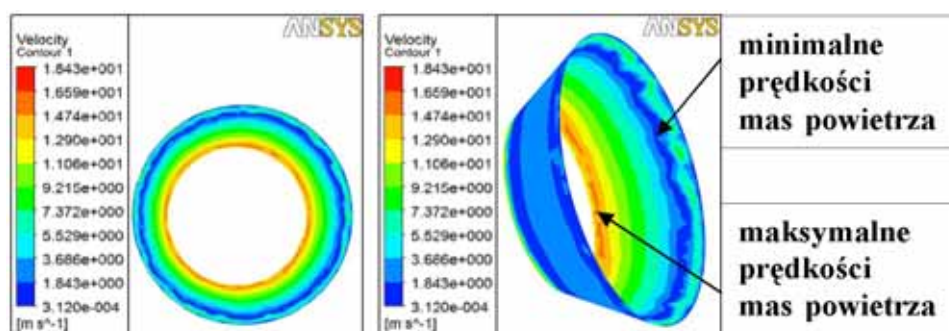 ANSYS
Velocity
Contour 1
1.843e+001
1.659e+001
1.474e+001
1.290e+001
1.106e+001
9.215e+000
7.372e+000
5.529e+000
3.686e+000
1.843e+000
3.120e-004
[m s^-1]
ANSYS
Velocity
Contour 1
1.843e+001
1.659e+001
1.474e+001
1.290e+001
1.106e+001
9.215e+000
7.372e+000
5.529e+000
3.686e+000
1.843e+000
3.120e-004
[m s^-1]
minimalne
prędkości
mas powietrza
maksymalne
prędkości
mas powietrza